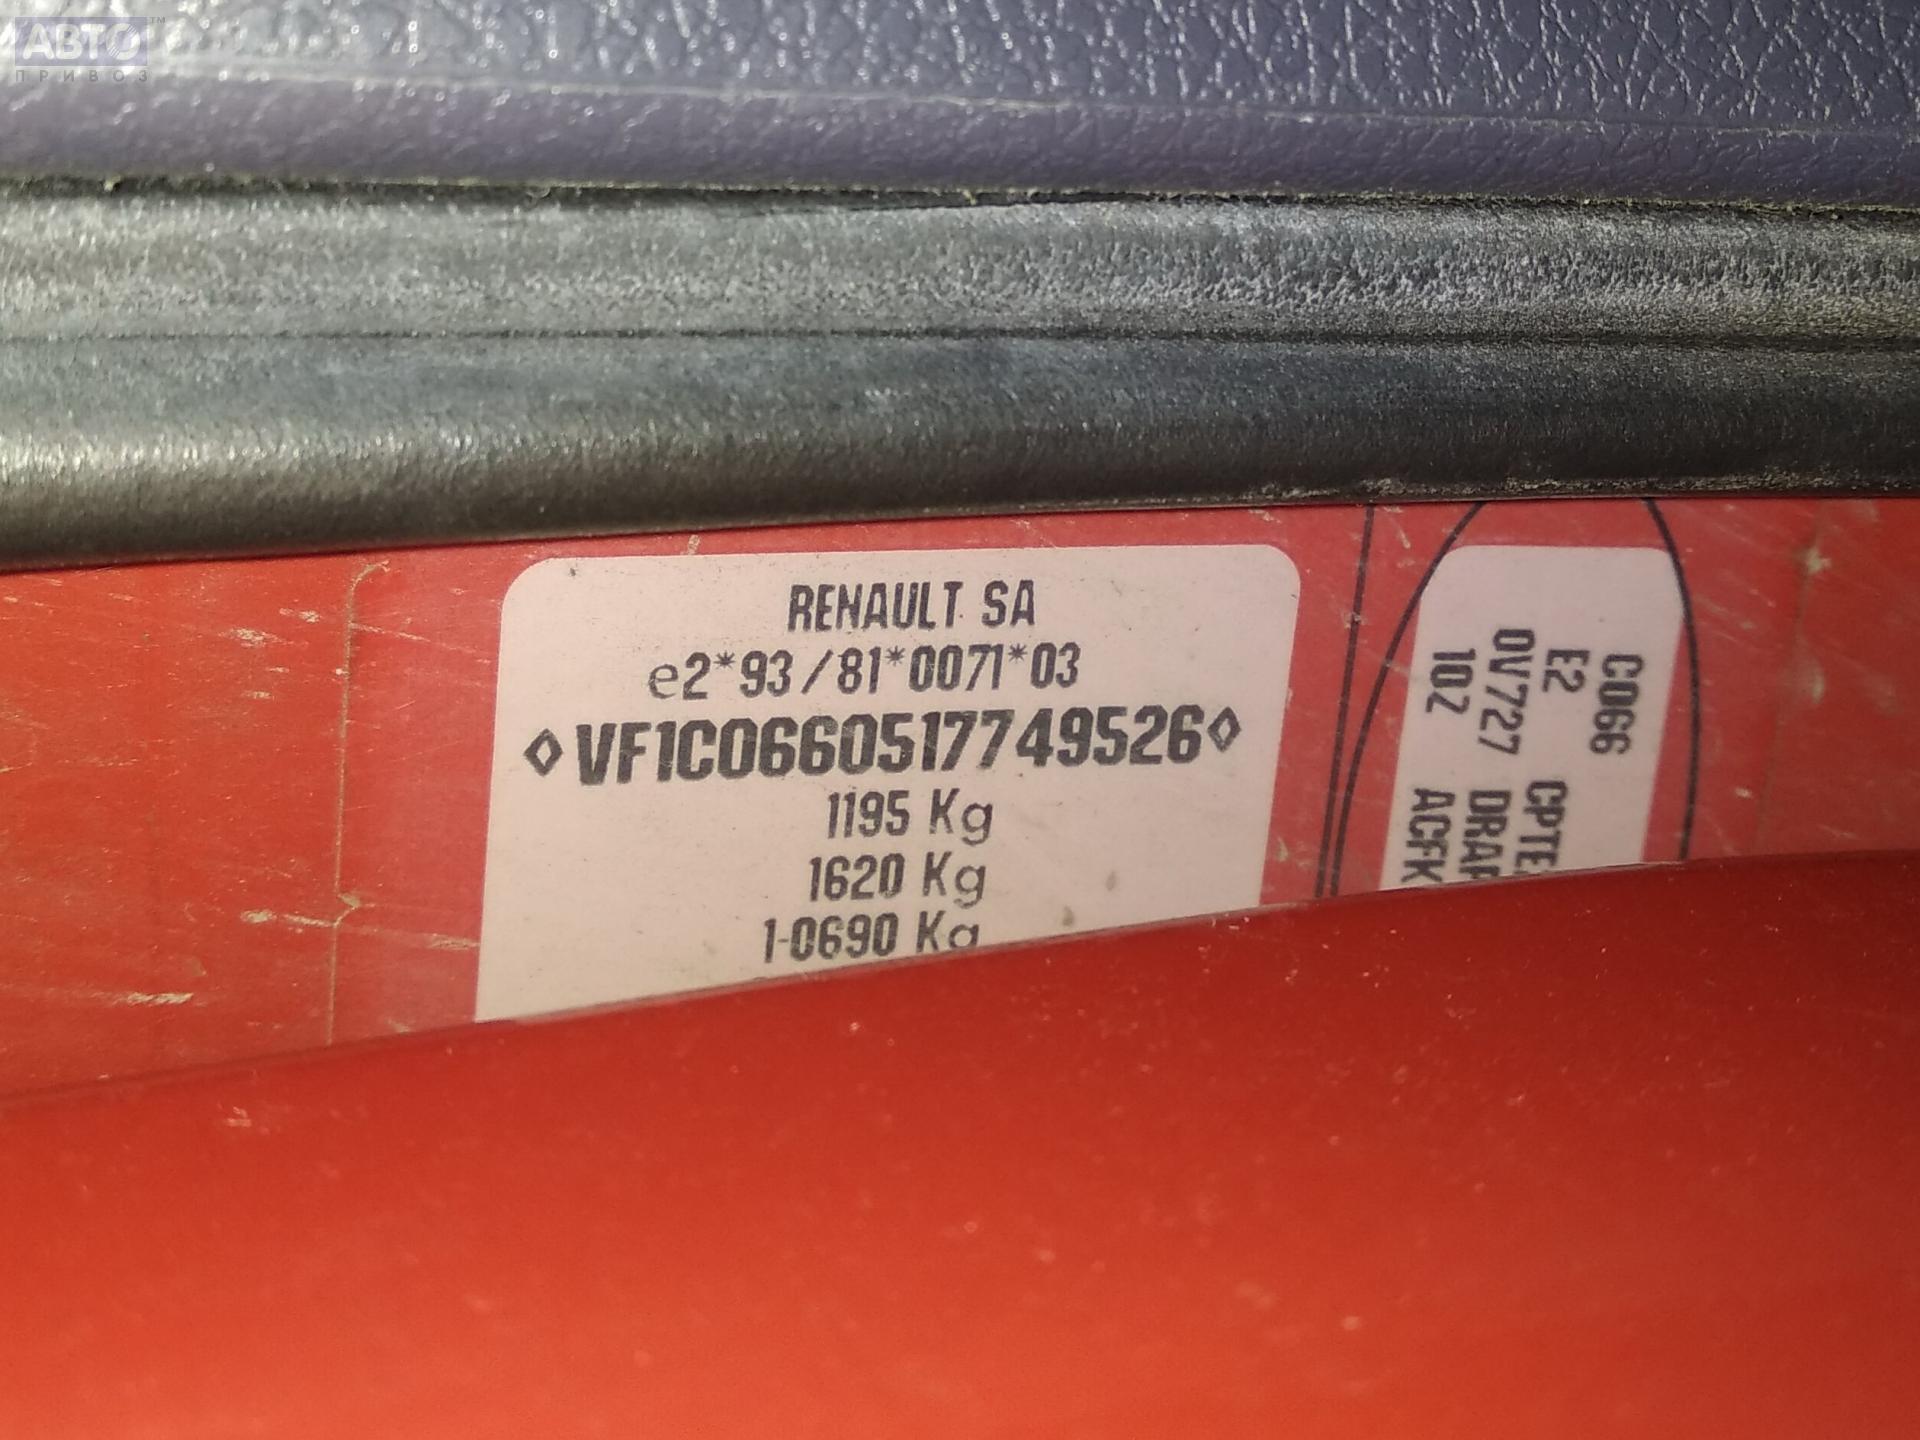 АВТО
ПРИВОЗ
RENAULT SA
e2*93/81*0071*03
◊VF1C0660517749526◊
1195 Kg
1620 Kg
1-0690 Kg
C066
E2 CPTE
0V727 DRAP
10Z ACFK